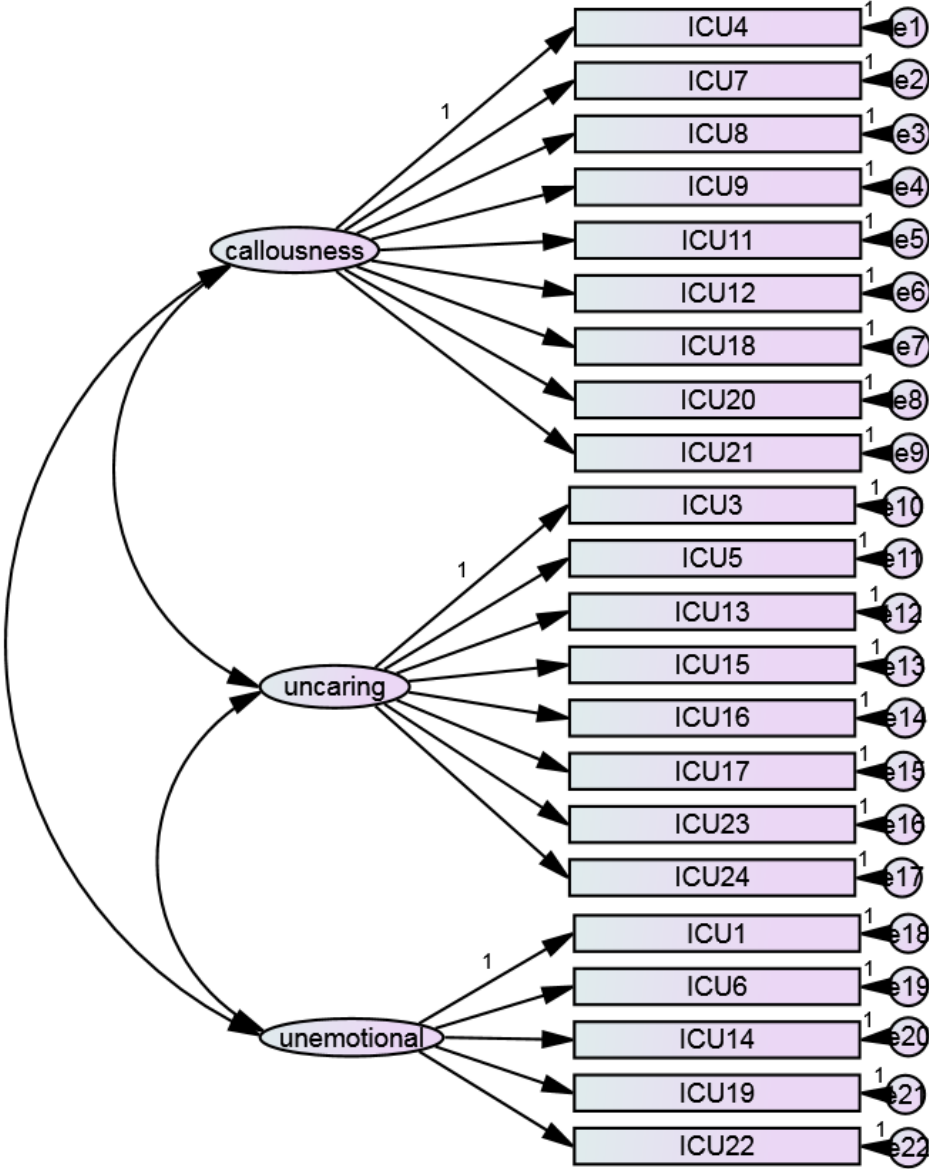 1
ICU4
1
e1
ICU7
1
e2
1
ICU8
1
e3
ICU9
1
e4
callousness
ICU11
1
e5
ICU12
1
e6
ICU18
1
e7
ICU20
1
e8
ICU21
1
e9
ICU3
1
e10
1
ICU5
1
e11
ICU13
1
e12
uncaring
ICU15
1
e13
ICU16
1
e14
ICU17
1
e15
ICU23
1
e16
ICU24
1
e17
1
ICU1
1
e18
ICU6
1
e19
unemotional
ICU14
1
e20
ICU19
1
e21
ICU22
1
e22